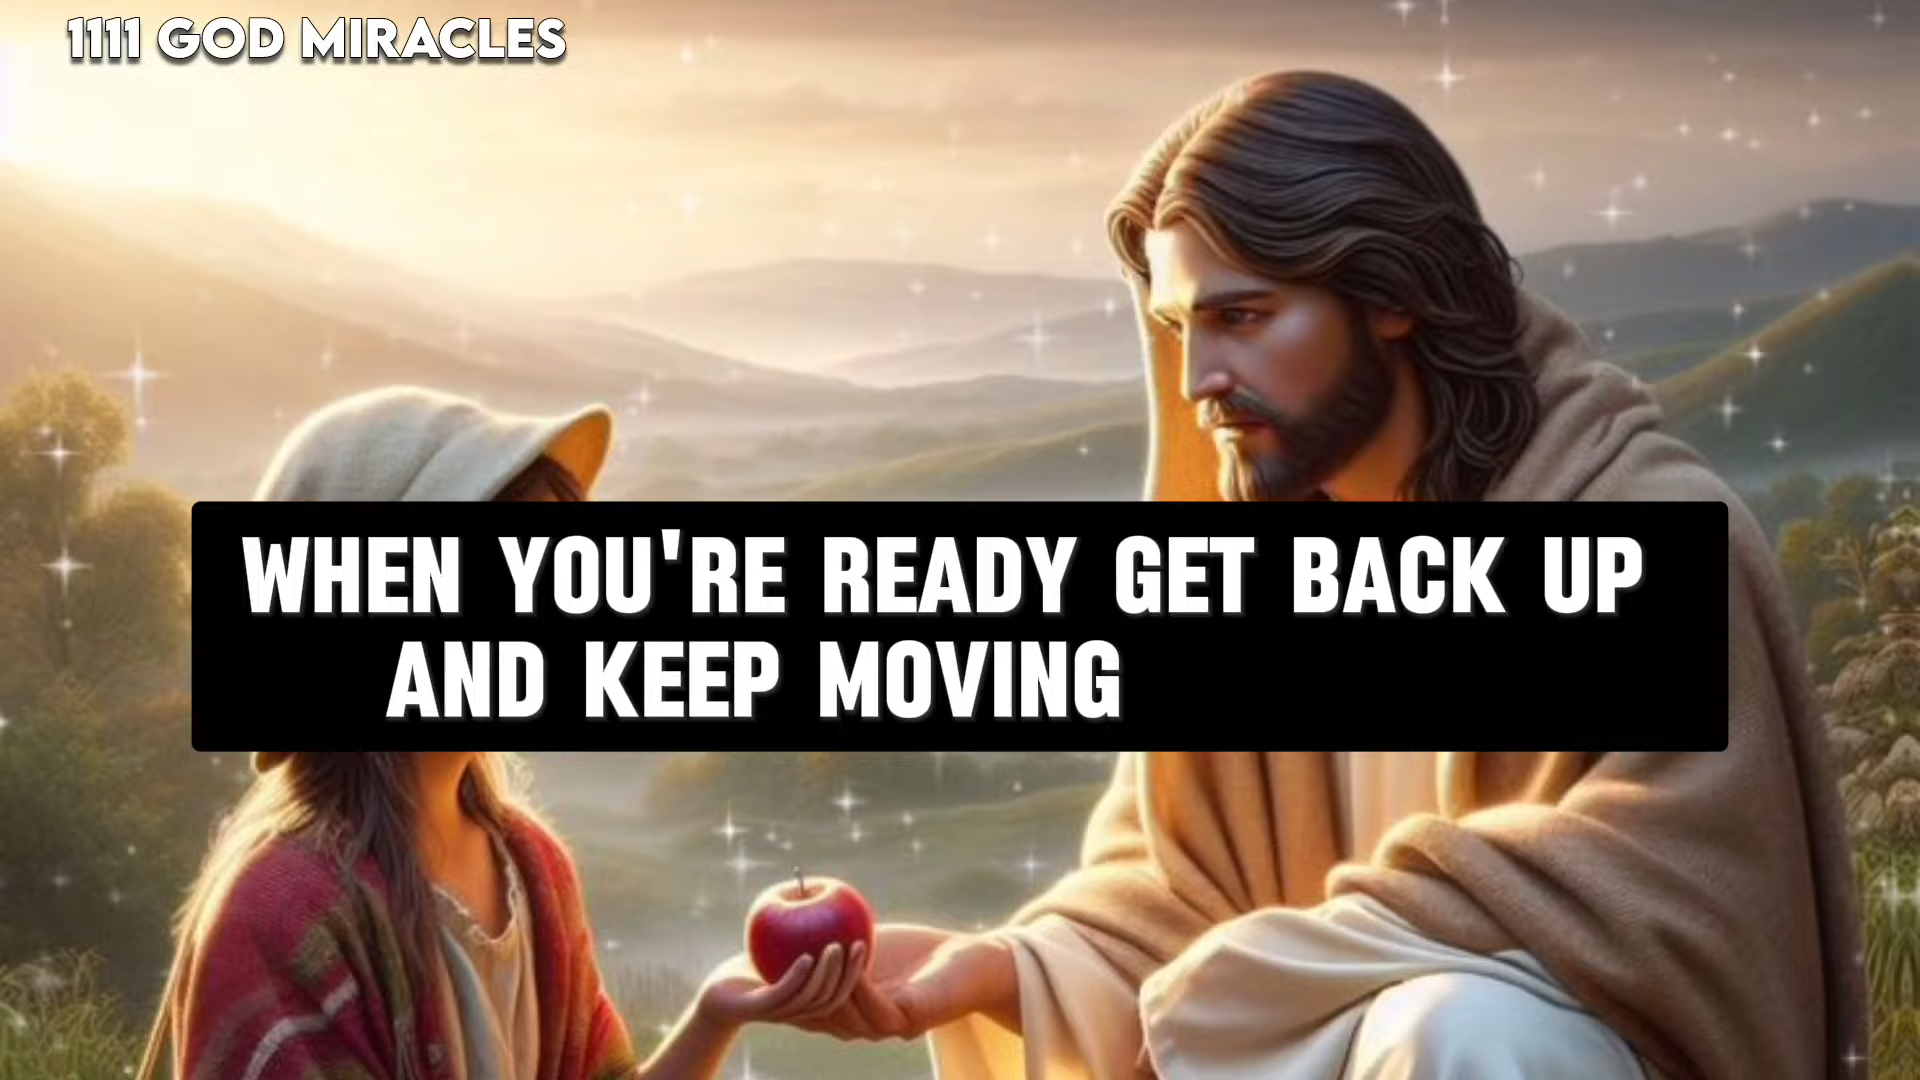 1111 GOD MIRACLES
WHEN YOU'RE READY GET BACK UP
AND KEEP MOVING